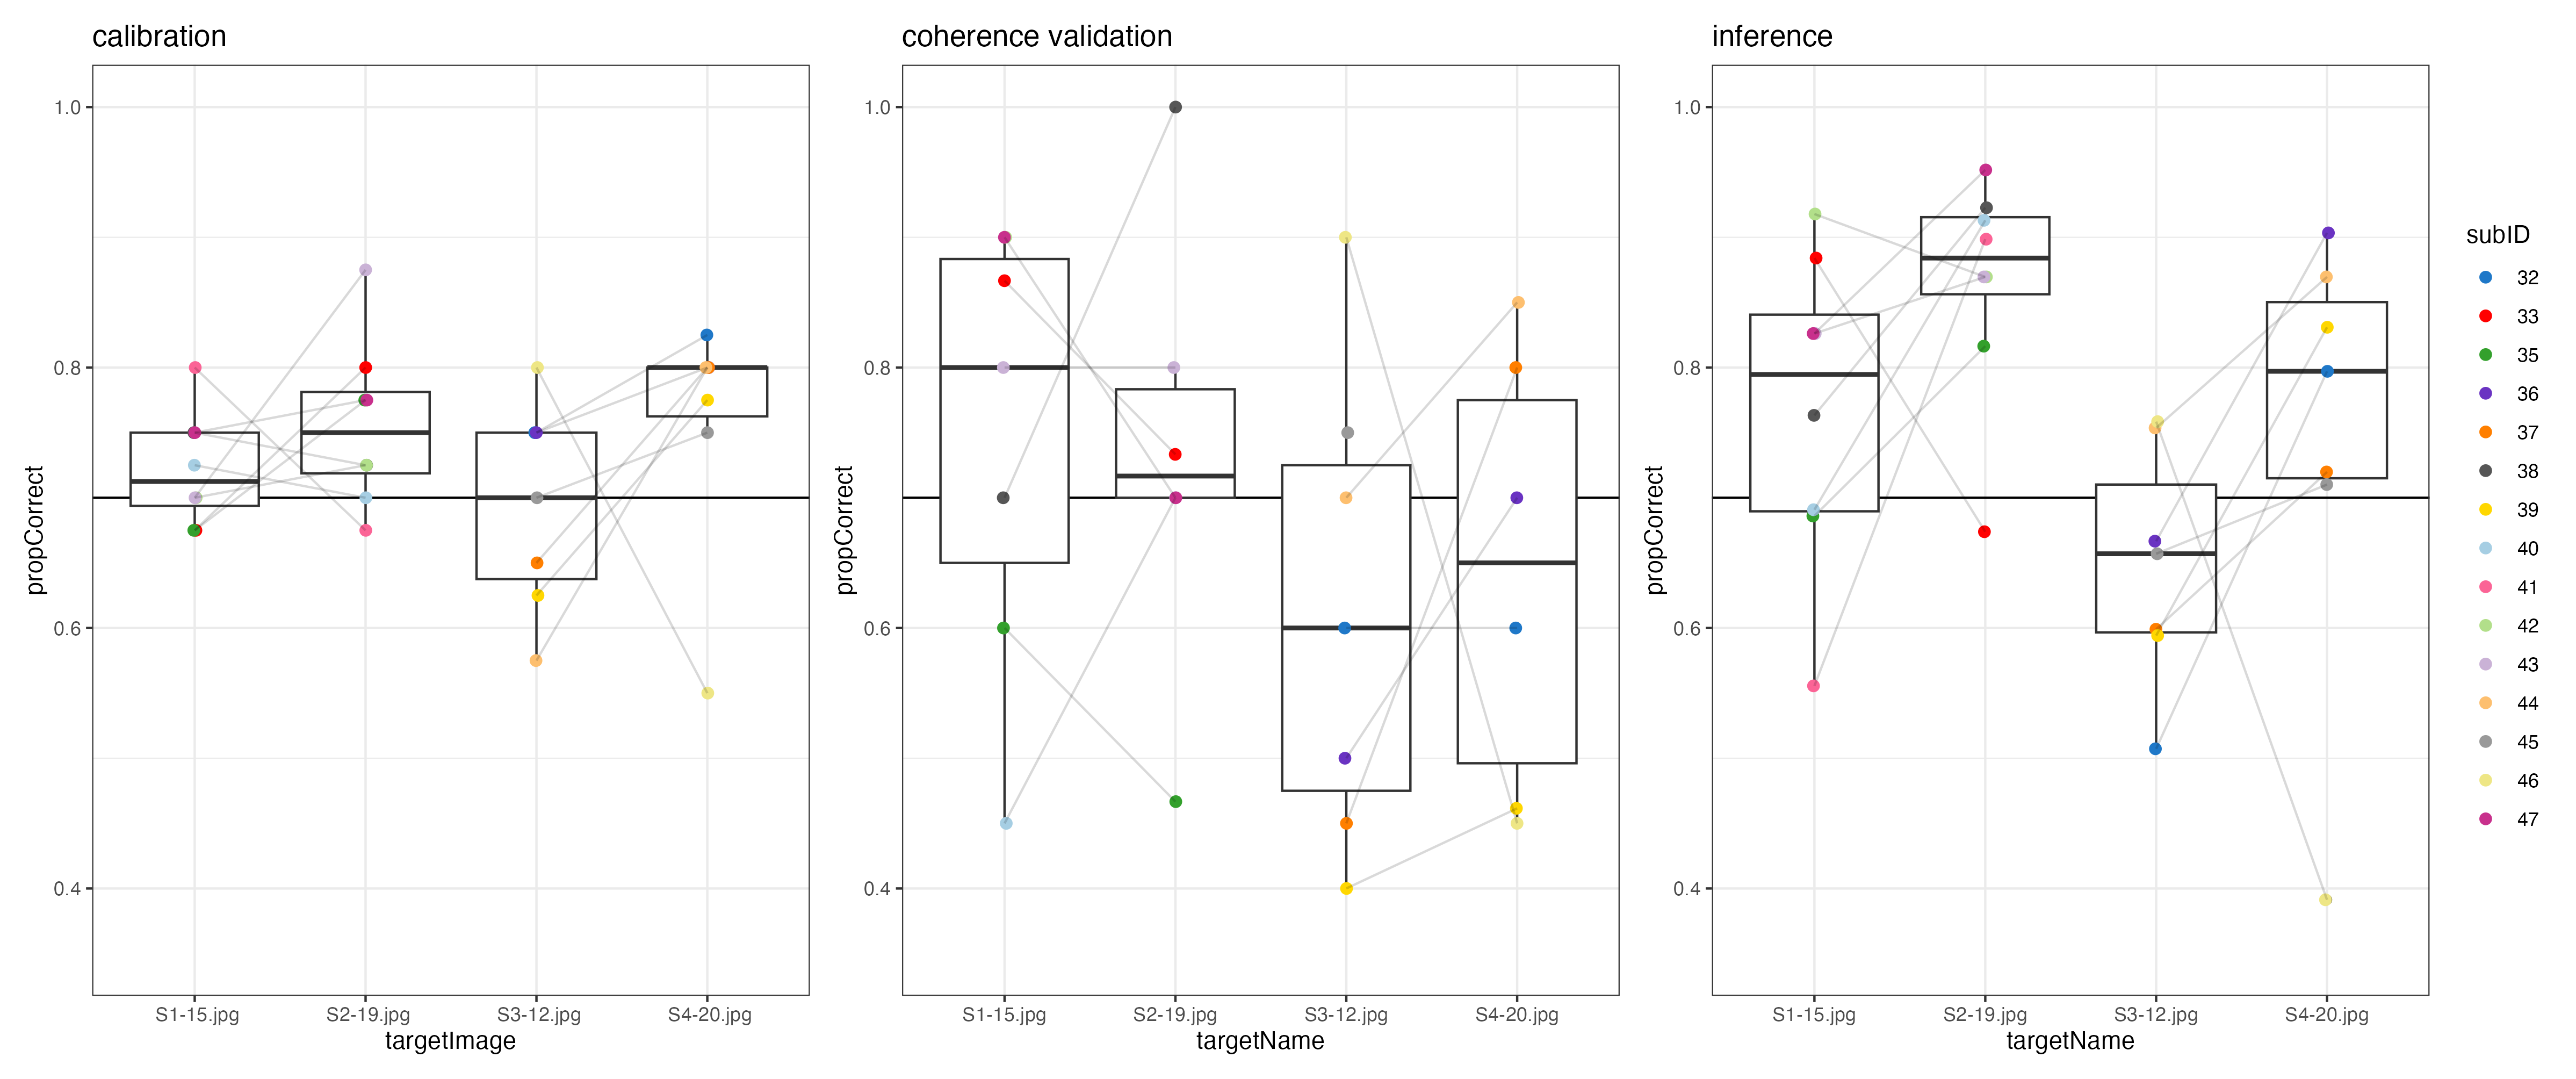 calibration
coherence validation
inference
propCorrect
1.0
0.8
0.6
0.4
S1-15.jpg
S2-19.jpg
S3-12.jpg
S4-20.jpg
targetImage
propCorrect
1.0
0.8
0.6
0.4
S1-15.jpg
S2-19.jpg
S3-12.jpg
S4-20.jpg
targetName
propCorrect
1.0
0.8
0.6
0.4
S1-15.jpg
S2-19.jpg
S3-12.jpg
S4-20.jpg
targetName
subID
32
33
35
36
37
38
39
40
41
42
43
44
45
46
47